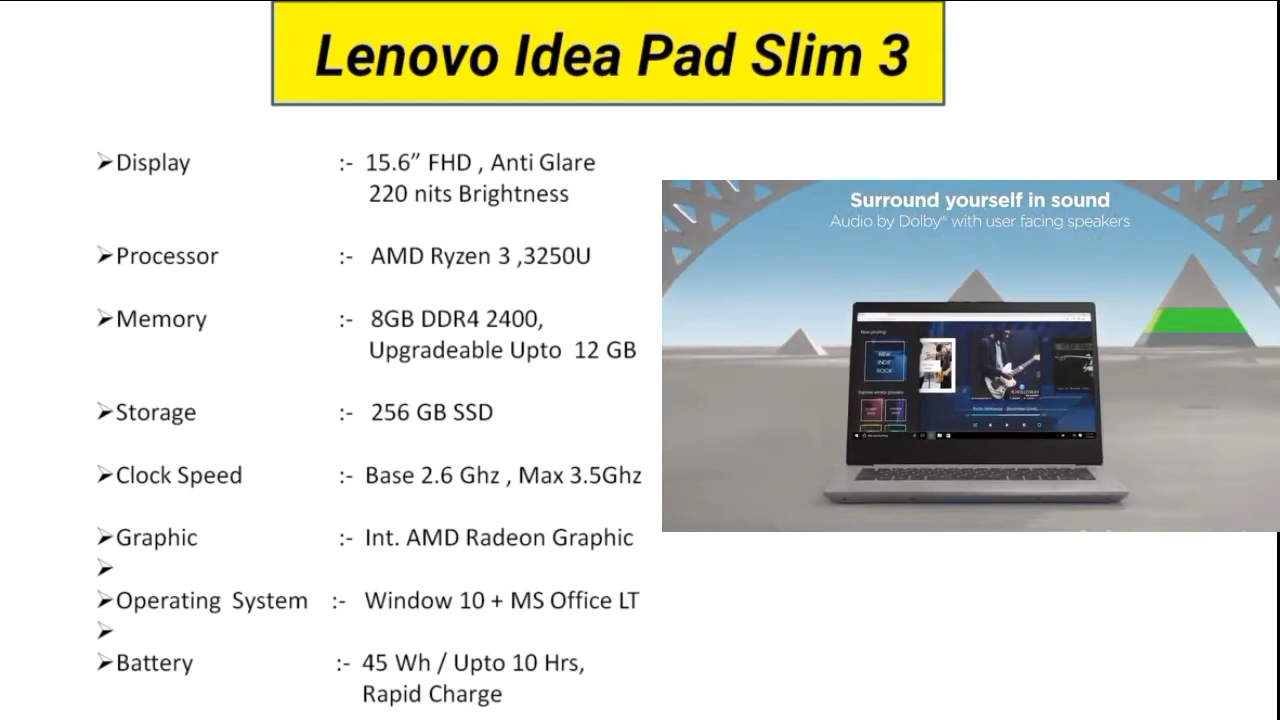 Lenovo Idea Pad Slim 3
➢Display :- 15.6” FHD , Anti Glare
220 nits Brightness
➢Processor :- AMD Ryzen 3 ,3250U
➢Memory :- 8GB DDR4 2400,
Upgradeable Upto 12 GB
➢Storage :- 256 GB SSD
➢Clock Speed :- Base 2.6 Ghz , Max 3.5Ghz
➢Graphic :- Int. AMD Radeon Graphic
➢
➢Operating System :- Window 10 + MS Office LT
➢
➢Battery :- 45 Wh / Upto 10 Hrs,
Rapid Charge
Surround yourself in sound
Audio by Dolby® with user facing speakers
NEW
INDIE
ROCK